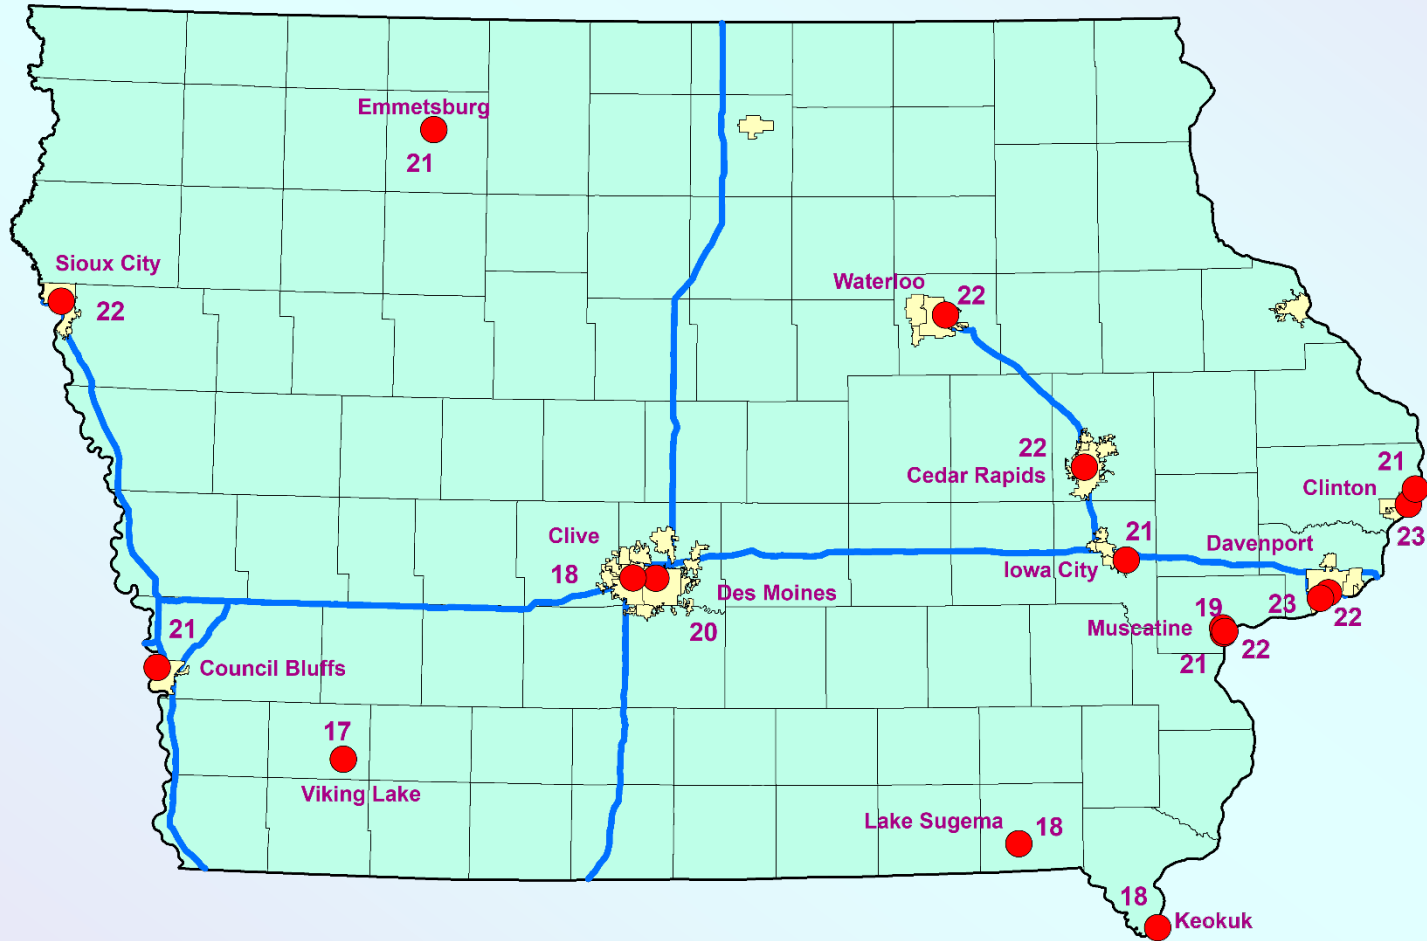 Emmetsburg
21
Sioux City
22
Waterloo
22
22
Cedar Rapids
21
Clinton
23
Clive
18
Des Moines
20
21
Iowa City
Davenport
23
22
19
Muscatine
22
21
21
Council Bluffs
17
Viking Lake
Lake Sugema
18
18
Keokuk